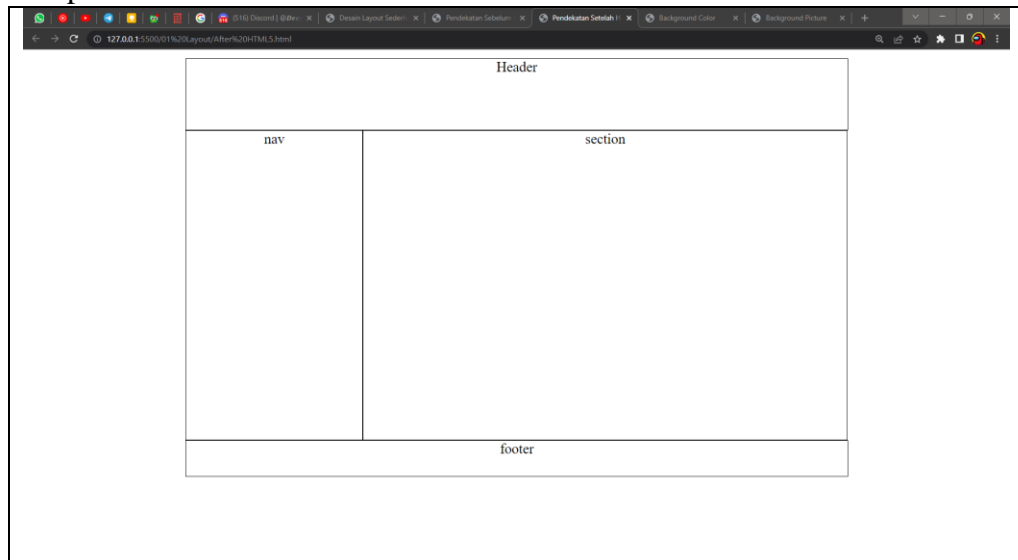 (516) Discord | @Dev
Desain Layout Seder
Pendekatan Sebelum
Pendekatan Setelah H
Background Color
Background Picture
127.0.0.1:5500/01%20Layout/After%20HTML5.html
Header
nav
section
footer